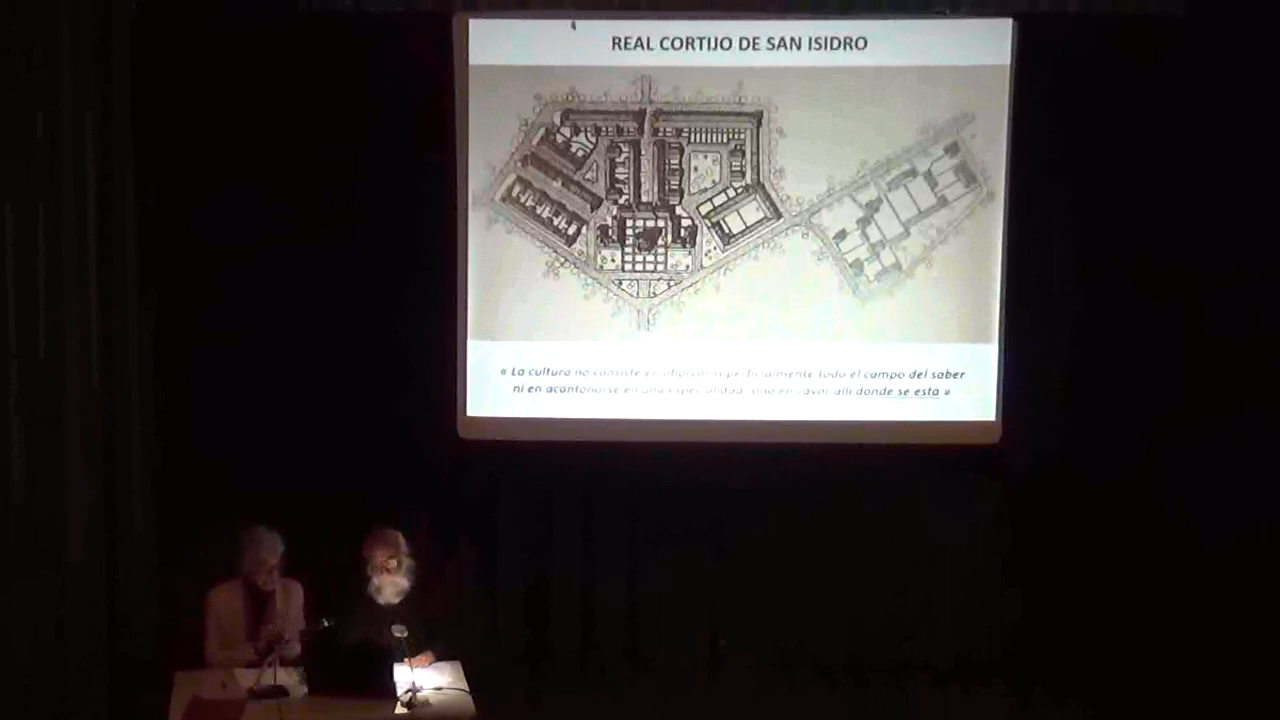 REAL CORTIJO DE SAN ISIDRO
« La cultura no consiste en abarcar superficialmente todo el campo del saber
ni en acantonarse en una especialidad, sino en cavar allí donde se está »